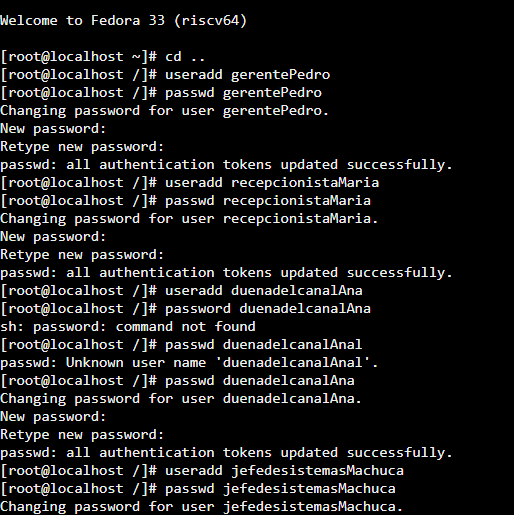 Welcome to Fedora 33 (riscv64)
[root@localhost ~]# cd ..
[root@localhost /]# useradd gerentePedro
[root@localhost /]# passwd gerentePedro
Changing password for user gerentePedro.
New password:
Retype new password:
passwd: all authentication tokens updated successfully.
[root@localhost /]# useradd recepcionistaMaria
[root@localhost /]# passwd recepcionistaMaria
Changing password for user recepcionistaMaria.
New password:
Retype new password:
passwd: all authentication tokens updated successfully.
[root@localhost /]# useradd duenadelcanalAna
[root@localhost /]# password duenadelcanalAna
sh: password: command not found
[root@localhost /]# passwd duenadelcanalAnal
passwd: Unknown user name 'duenadelcanalAnal'.
[root@localhost /]# passwd duenadelcanalAna
Changing password for user duenadelcanalAna.
New password:
Retype new password:
passwd: all authentication tokens updated successfully.
[root@localhost /]# useradd jefedesistemasMachuca
[root@localhost /]# passwd jefedesistemasMachuca
Changing password for user jefedesistemasMachuca.